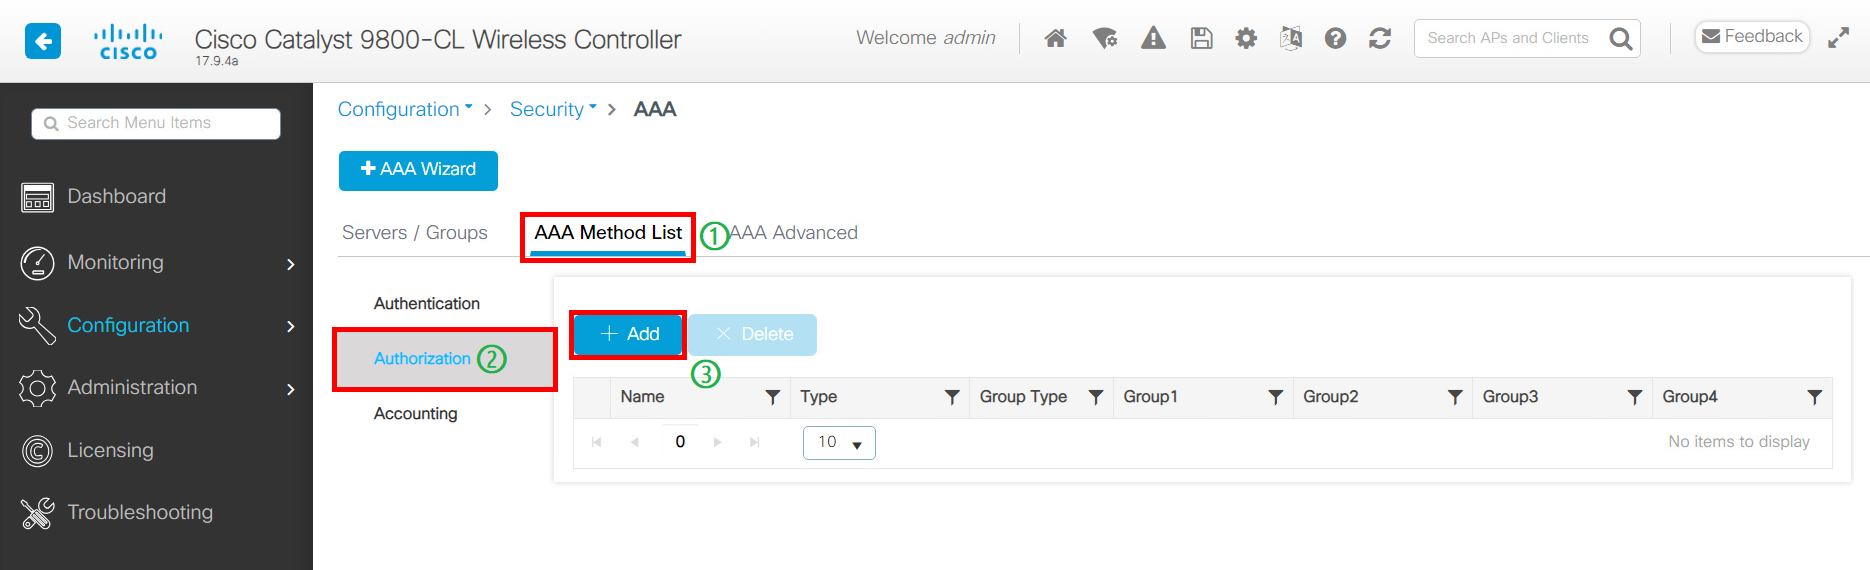 CISCO
Cisco Catalyst 9800-CL Wireless Controller
17.9.4a
Welcome admin
Search APs and Clients
Feedback
Search Menu Items
Dashboard
Monitoring
Configuration
Administration
Licensing
Troubleshooting
Configuration > Security > AAA
+ AAA Wizard
Servers / Groups AAA Method List ① AAA Advanced
Authentication
Authorization ②
Accounting
+ Add × Delete
③
Name Type Group Type Group1 Group2 Group3 Group4
0 10 No items to display